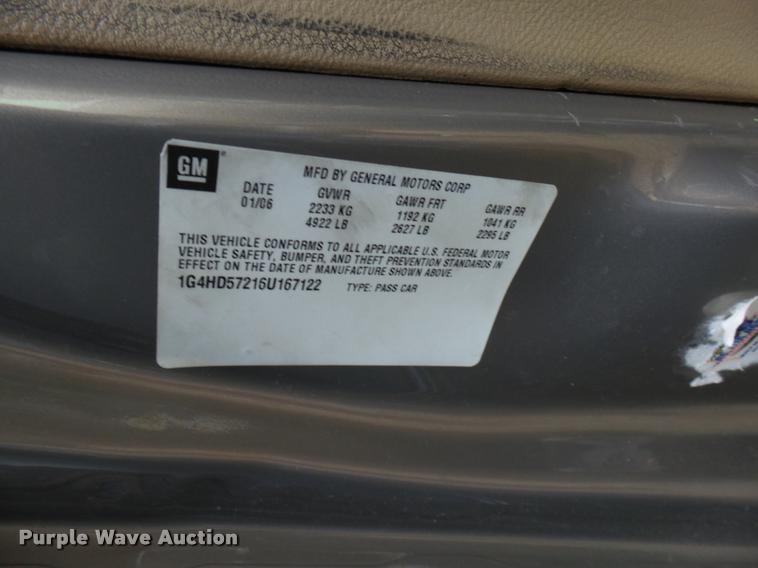 GM
MFD BY GENERAL MOTORS CORP
DATE GVWR GAWR FRT GAWR RR
01/06 2233 KG 1192 KG 1041 KG
4922 LB 2627 LB 2295 LB
THIS VEHICLE CONFORMS TO ALL APPLICABLE U.S. FEDERAL MOTOR
VEHICLE SAFETY, BUMPER, AND THEFT PREVENTION STANDARDS IN
EFFECT ON THE DATE OF MANUFACTURE SHOWN ABOVE.
1G4HD57216U167122 TYPE: PASS CAR
Purple Wave Auction